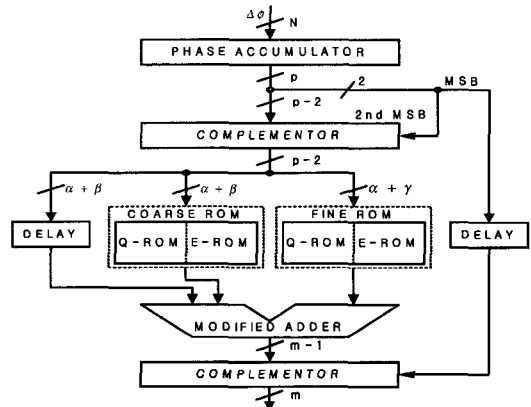 Δø
N
PHASE ACCUMULATOR
p
2
MSB
p-2
2nd MSB
COMPLEMENTOR
p-2
α + β
α + β
α + γ
COARSE ROM
FINE ROM
DELAY
Q-ROM
E-ROM
Q-ROM
E-ROM
DELAY
MODIFIED ADDER
m-1
COMPLEMENTOR
m